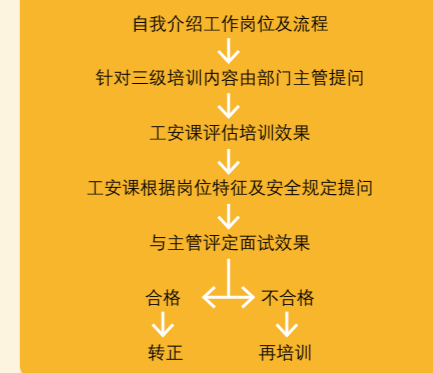 自我介绍工作岗位及流程
针对三级培训内容由部门主管提问
工安课评估培训效果
工安课根据岗位特征及安全规定提问
与主管评定面试效果
合格 不合格
转正 再培训